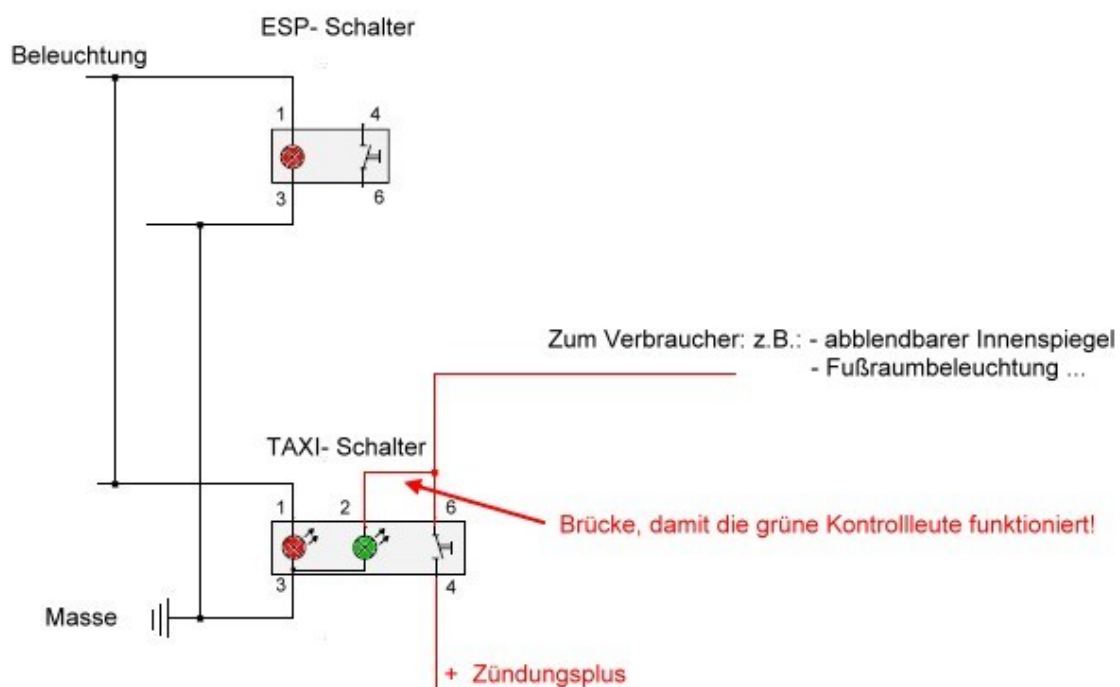 ESP- Schalter
Beleuchtung
1 4
3 6
Zum Verbraucher: z.B.: - abblendbarer Innenspiegel
- Fußraumbeleuchtung ...
TAXI- Schalter
1 2 6
Brücke, damit die grüne Kontrollleute funktioniert!
3 4
Masse
+ Zündungsplus